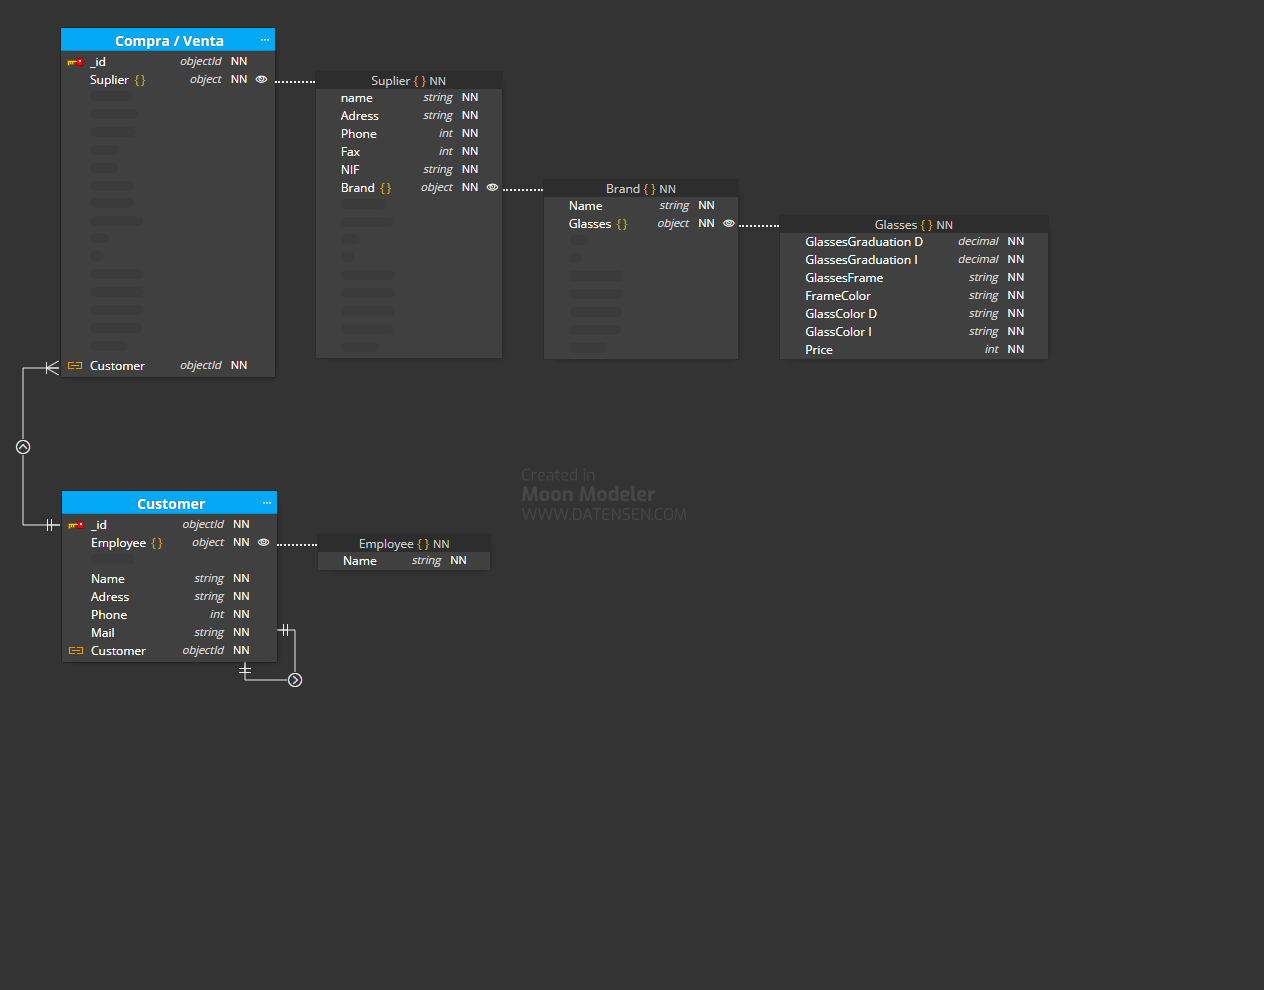 Compra / Venta ...
_id objectId NN
Suplier { } object NN
Customer objectId NN
Suplier { } NN
name string NN
Adress string NN
Phone int NN
Fax int NN
NIF string NN
Brand { } object NN
Brand { } NN
Name string NN
Glasses { } object NN
Glasses { } NN
GlassesGraduation D decimal NN
GlassesGraduation I decimal NN
GlassesFrame string NN
FrameColor string NN
GlassColor D string NN
GlassColor I string NN
Price int NN
Created in
Moon Modeler
WWW.DATENSEN.COM
Customer ...
_id objectId NN
Employee { } object NN
Name string NN
Adress string NN
Phone int NN
Mail string NN
Customer objectId NN
Employee { } NN
Name string NN